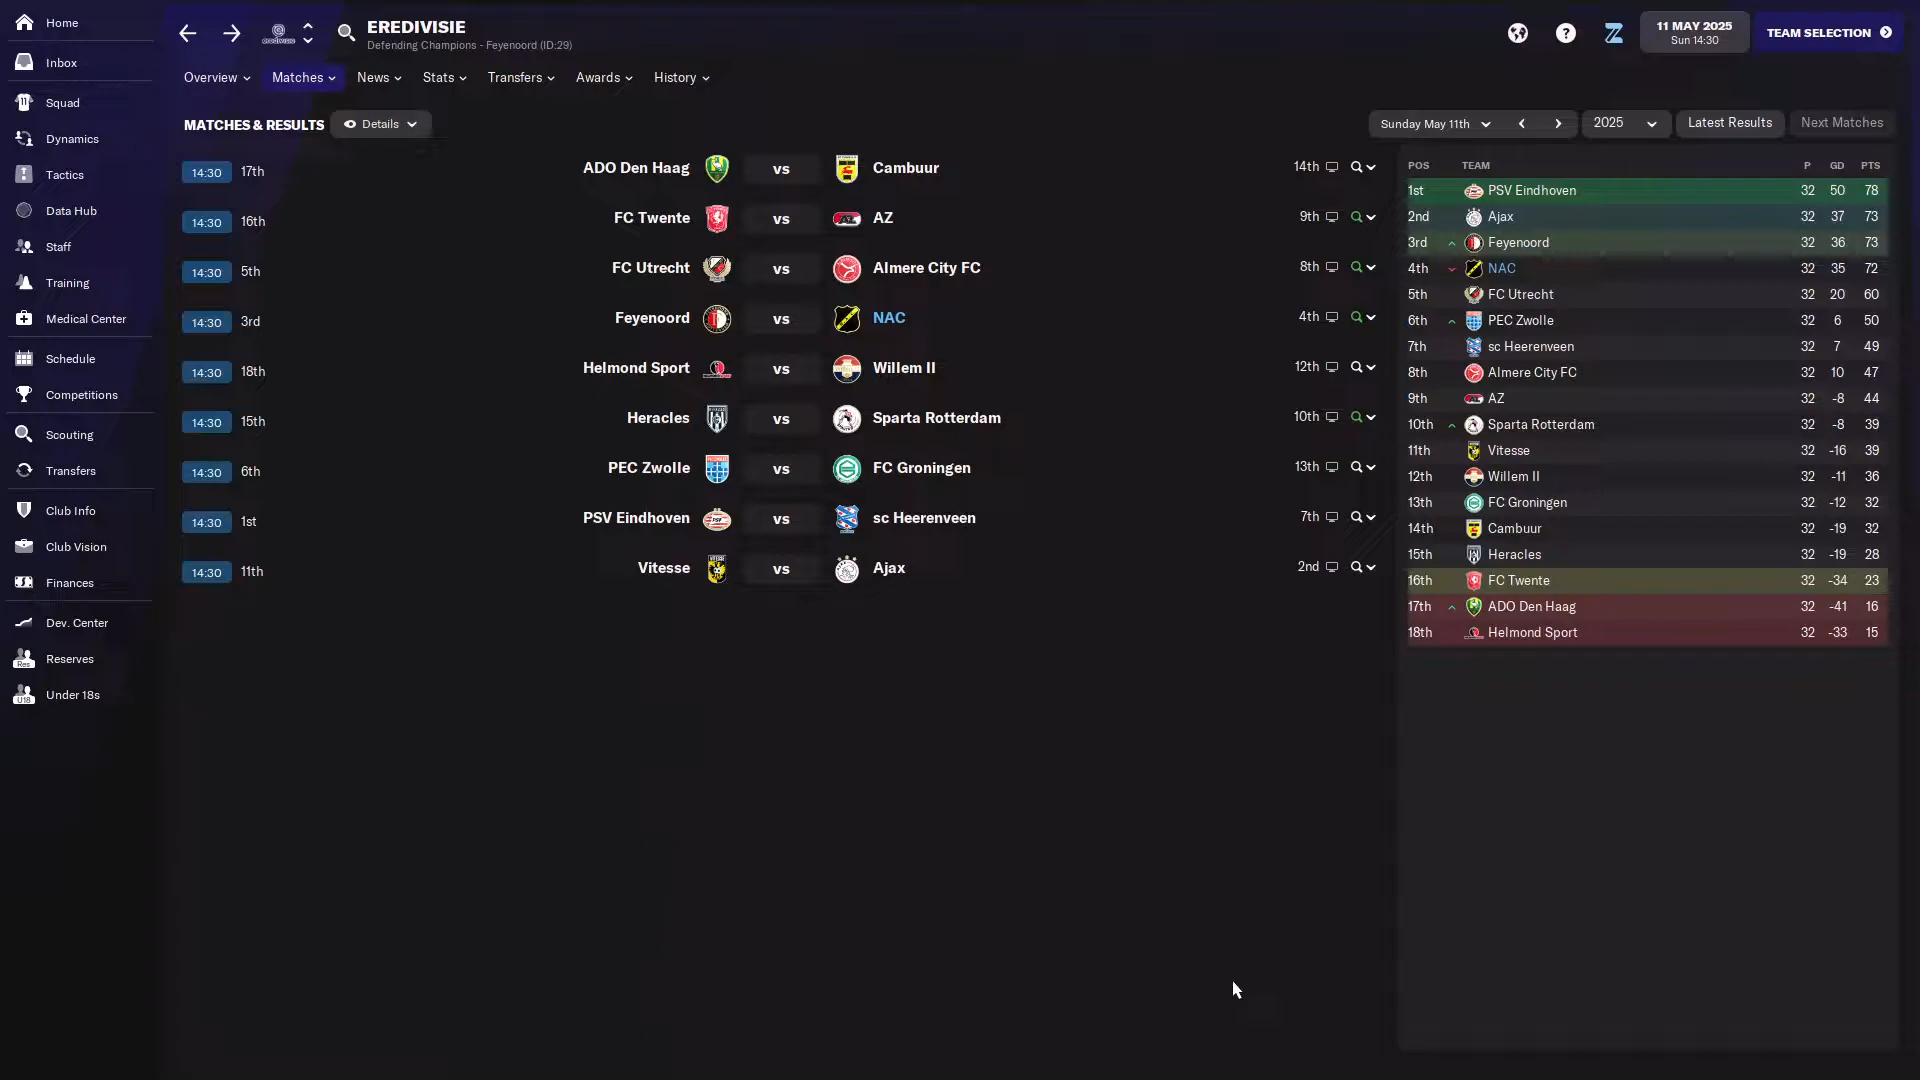 Home
Inbox
Squad
Dynamics
Tactics
Data Hub
Staff
Training
Medical Center
Schedule
Competitions
Scouting
Transfers
Club Info
Club Vision
Finances
Dev. Center
Reserves
Under 18s
EREDIVISIE
Defending Champions - Feyenoord (ID:29)
11 MAY 2025
Sun 14:30
TEAM SELECTION
Overview Matches News Stats Transfers Awards History
MATCHES & RESULTS Details
Sunday May 11th 2025 Latest Results Next Matches
14:30 17th ADO Den Haag vs Cambuur 14th
14:30 16th FC Twente vs AZ 9th
14:30 5th FC Utrecht vs Almere City FC 8th
14:30 3rd Feyenoord vs NAC 4th
14:30 18th Helmond Sport vs Willem II 12th
14:30 15th Heracles vs Sparta Rotterdam 10th
14:30 6th PEC Zwolle vs FC Groningen 13th
14:30 1st PSV Eindhoven vs sc Heerenveen 7th
14:30 11th Vitesse vs Ajax 2nd
POS TEAM P GD PTS
1st PSV Eindhoven 32 50 78
2nd Ajax 32 37 73
3rd Feyenoord 32 36 73
4th NAC 32 35 72
5th FC Utrecht 32 20 60
6th PEC Zwolle 32 6 50
7th sc Heerenveen 32 7 49
8th Almere City FC 32 10 47
9th AZ 32 -8 44
10th Sparta Rotterdam 32 -8 39
11th Vitesse 32 -16 39
12th Willem II 32 -11 36
13th FC Groningen 32 -12 32
14th Cambuur 32 -19 32
15th Heracles 32 -19 28
16th FC Twente 32 -34 23
17th ADO Den Haag 32 -41 16
18th Helmond Sport 32 -33 15